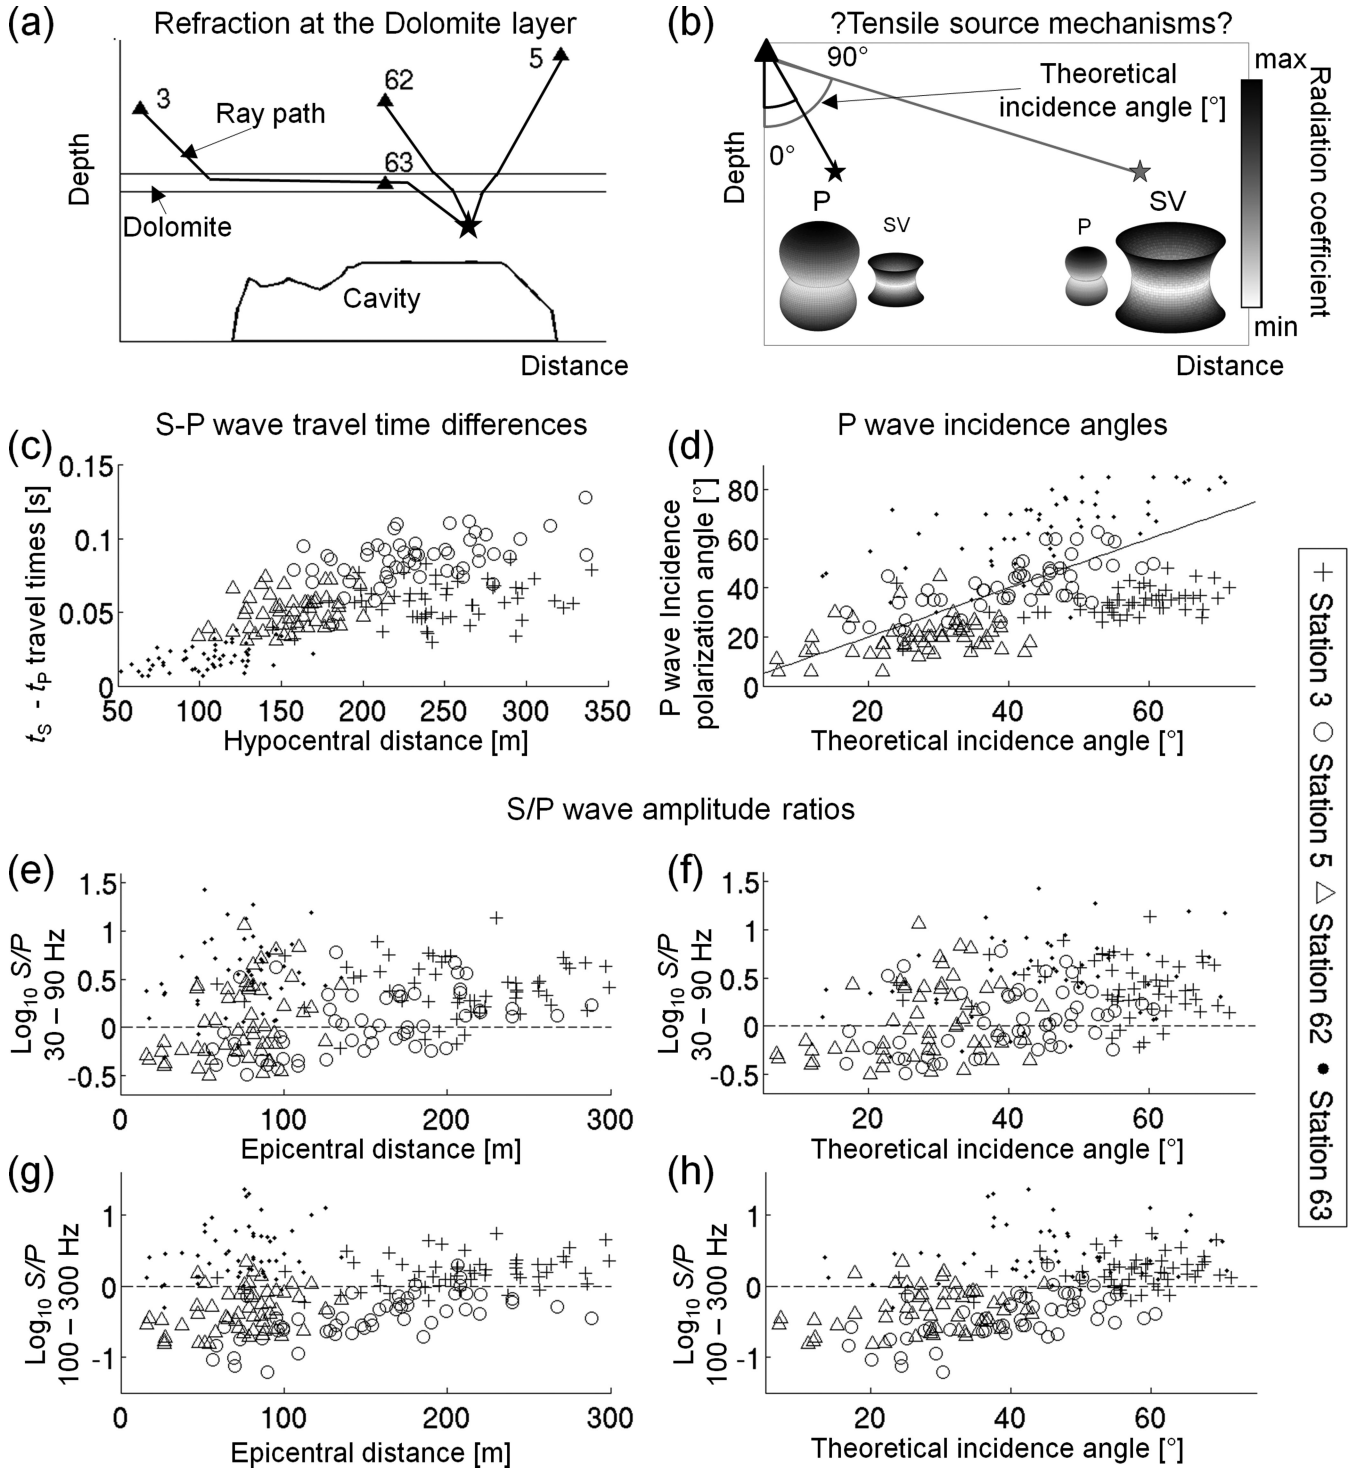 (a) Refraction at the Dolomite layer
3
62
5
Ray path
63
Depth
Dolomite
Cavity
Distance
(b) ?Tensile source mechanisms?
90°
Theoretical
incidence angle [°]
0°
Depth
P
SV
P
SV
Distance
max
min
Radiation coefficient
(c) S-P wave travel time differences
tS - tP travel times [s]
0.15
0.1
0.05
0
50 100 150 200 250 300 350
Hypocentral distance [m]
(d) P wave incidence angles
P wave Incidence
polarization angle [°]
80
60
40
20
0
20 40 60
Theoretical incidence angle [°]
+ Station 3 ○ Station 5 △ Station 62 • Station 63
S/P wave amplitude ratios
(e)
Log10 S/P
30 – 90 Hz
1.5
1
0.5
0
-0.5
0 100 200 300
Epicentral distance [m]
(f)
Log10 S/P
30 – 90 Hz
1.5
1
0.5
0
-0.5
20 40 60
Theoretical incidence angle [°]
(g)
Log10 S/P
100 – 300 Hz
1
0
-1
0 100 200 300
Epicentral distance [m]
(h)
Log10 S/P
100 – 300 Hz
1
0
-1
20 40 60
Theoretical incidence angle [°]